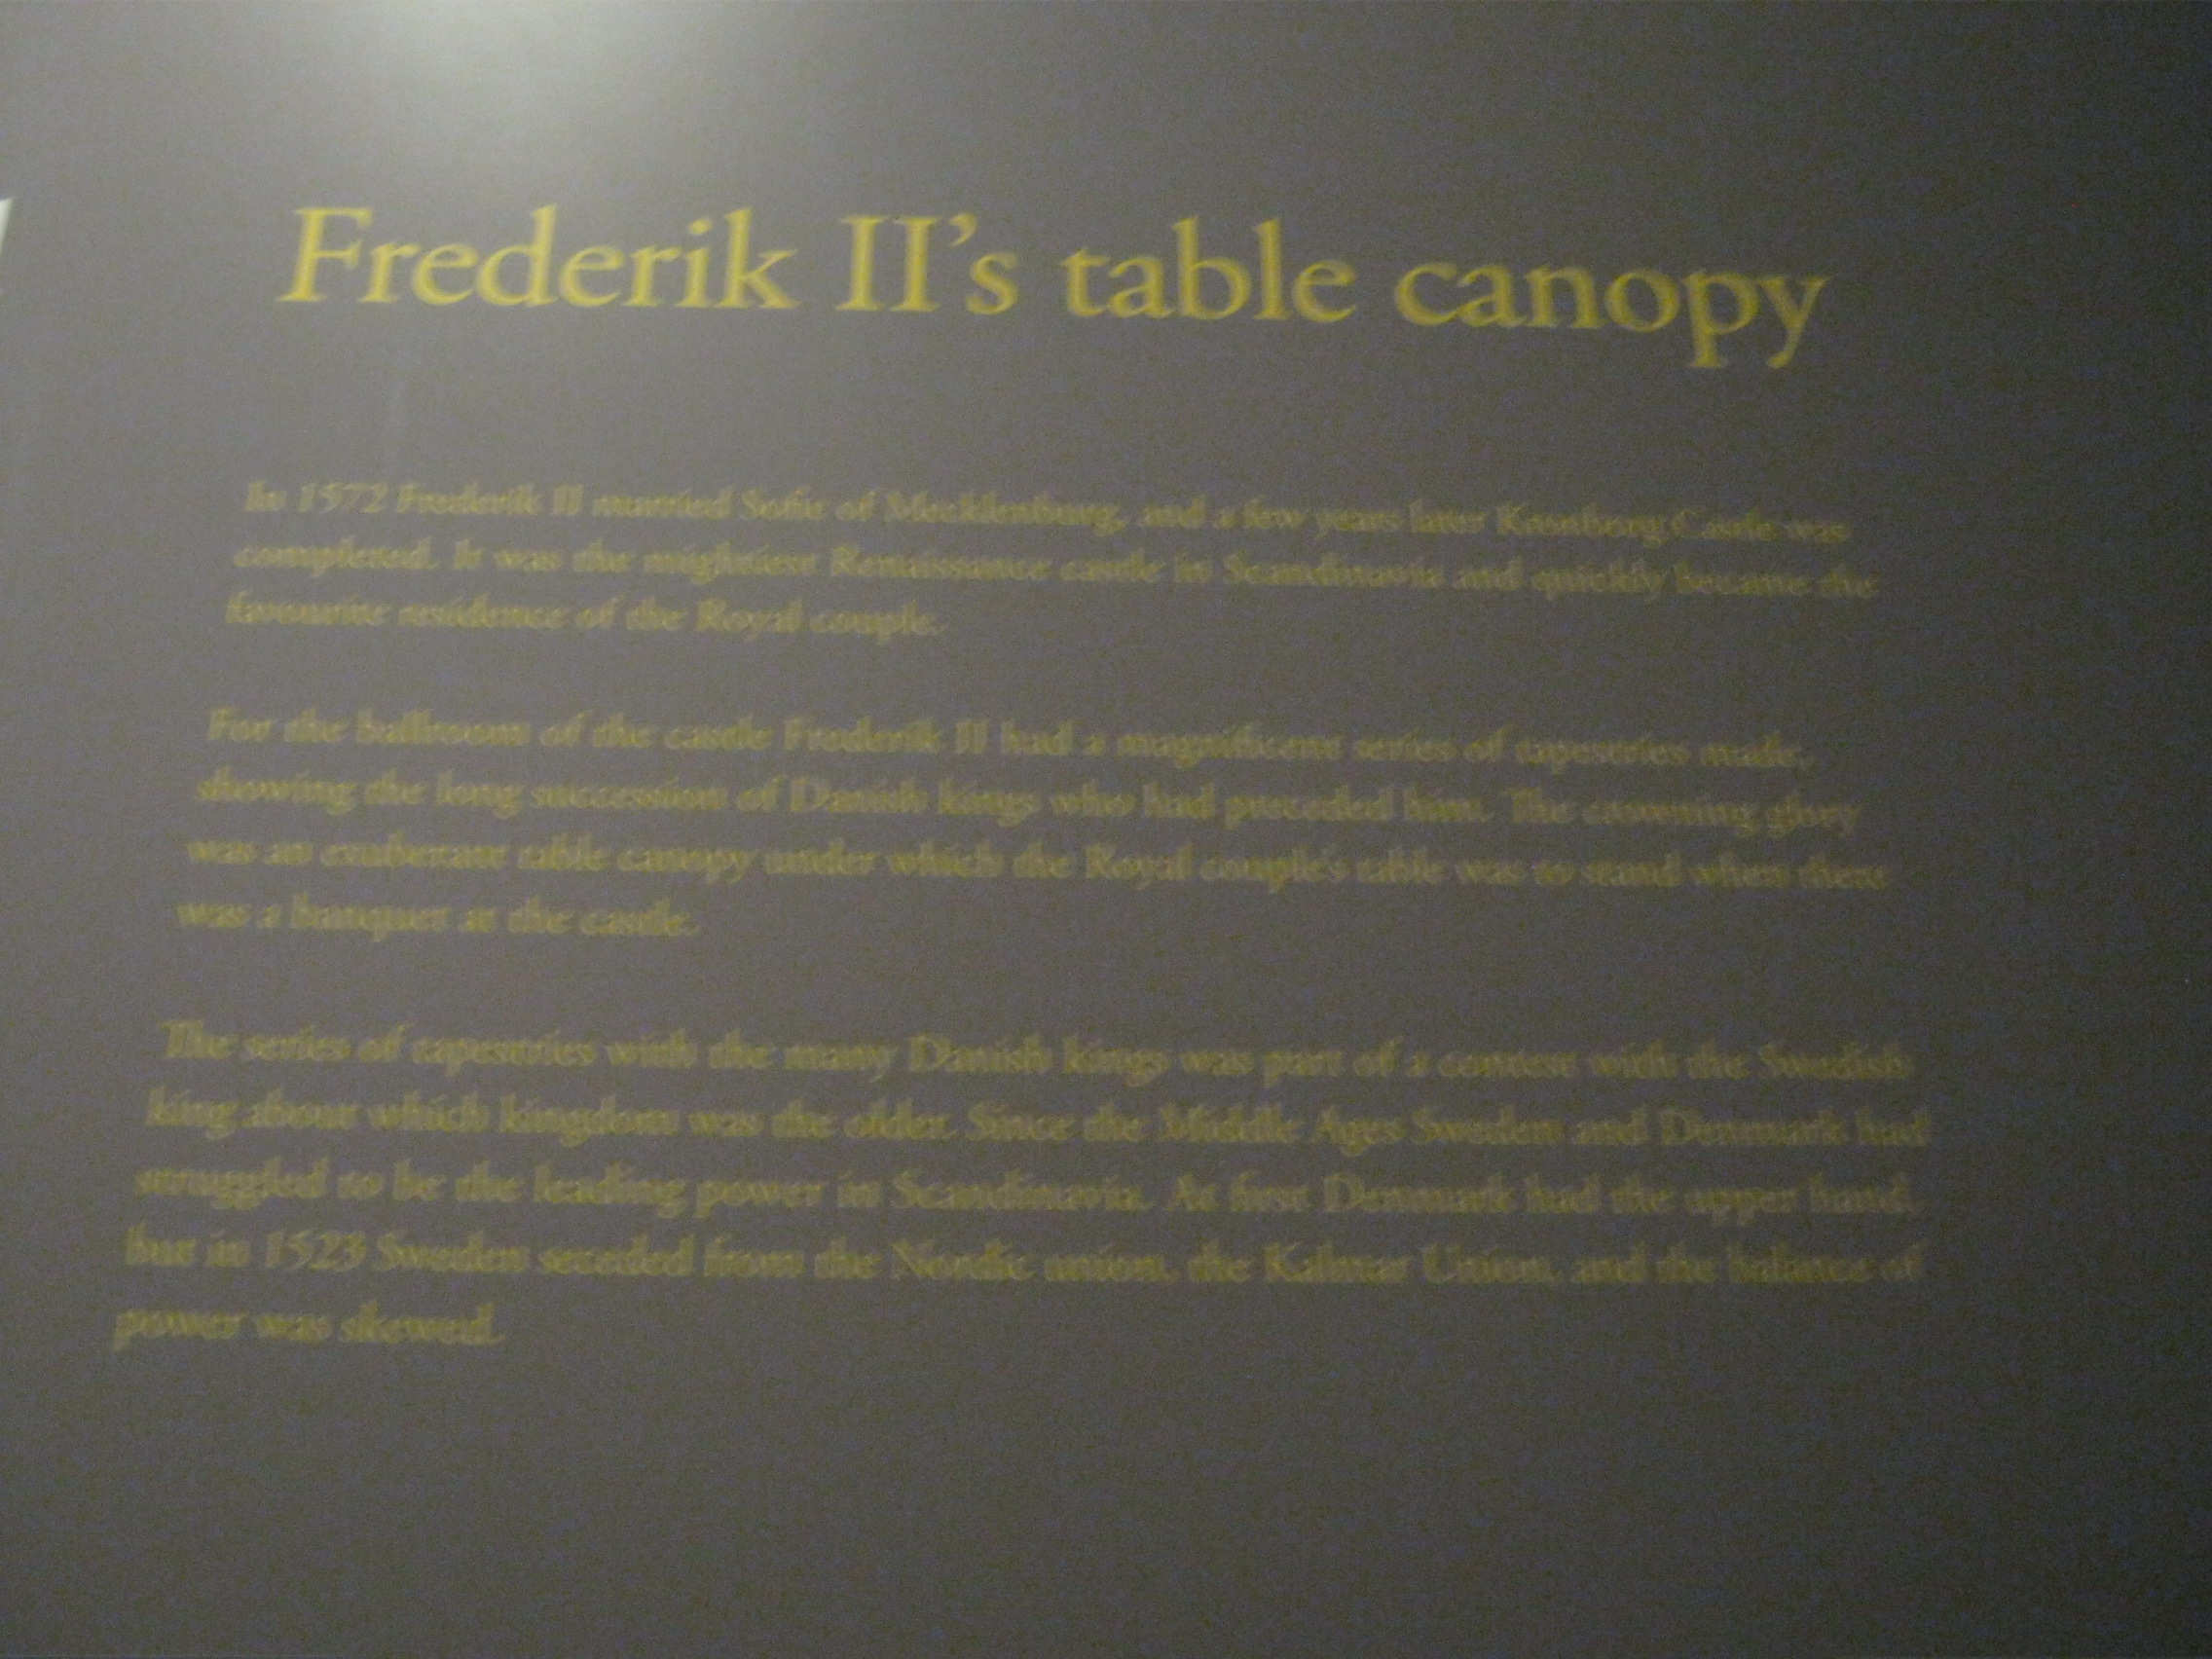 Frederik II's table canopy
In 1572 Frederik II married Sofie of Mecklenburg, and a few years later Kronborg Castle was
completed. It was the mightiest Renaissance castle in Scandinavia and quickly became the
favourite residence of the Royal couple.
For the ballroom of the castle Frederik II had a magnificent series of tapestries made,
showing the long succession of Danish kings who had preceded him. The crowning glory
was an exuberant table canopy under which the Royal couple's table was to stand when there
was a banquet at the castle.
The series of tapestries with the many Danish kings was part of a contest with the Swedish
king about which kingdom was the older. Since the Middle Ages Sweden and Denmark had
struggled to be the leading power in Scandinavia. At first Denmark had the upper hand,
but in 1523 Sweden seceded from the Nordic union, the Kalmar Union, and the balance of
power was skewed.